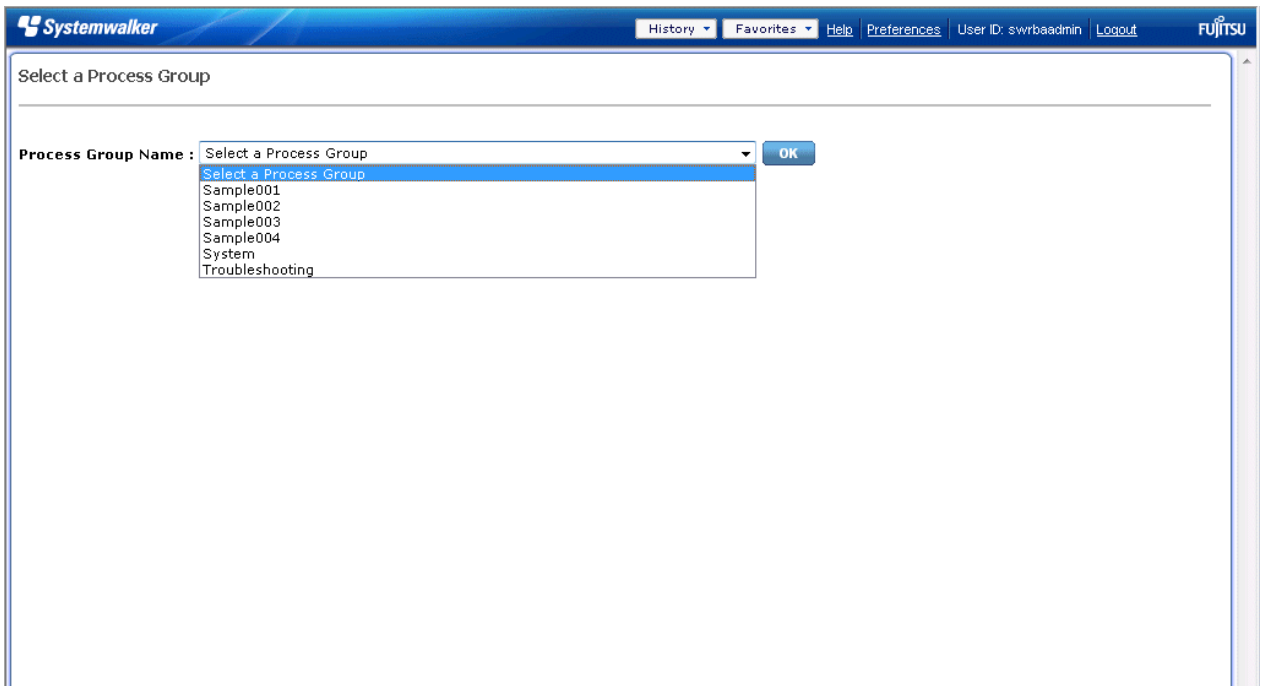 Systemwalker History Favorites Help Preferences User ID: swrbaadmin Logout FUJITSU
Select a Process Group
Process Group Name : Select a Process Group OK
Select a Process Group
Sample001
Sample002
Sample003
Sample004
System
Troubleshooting